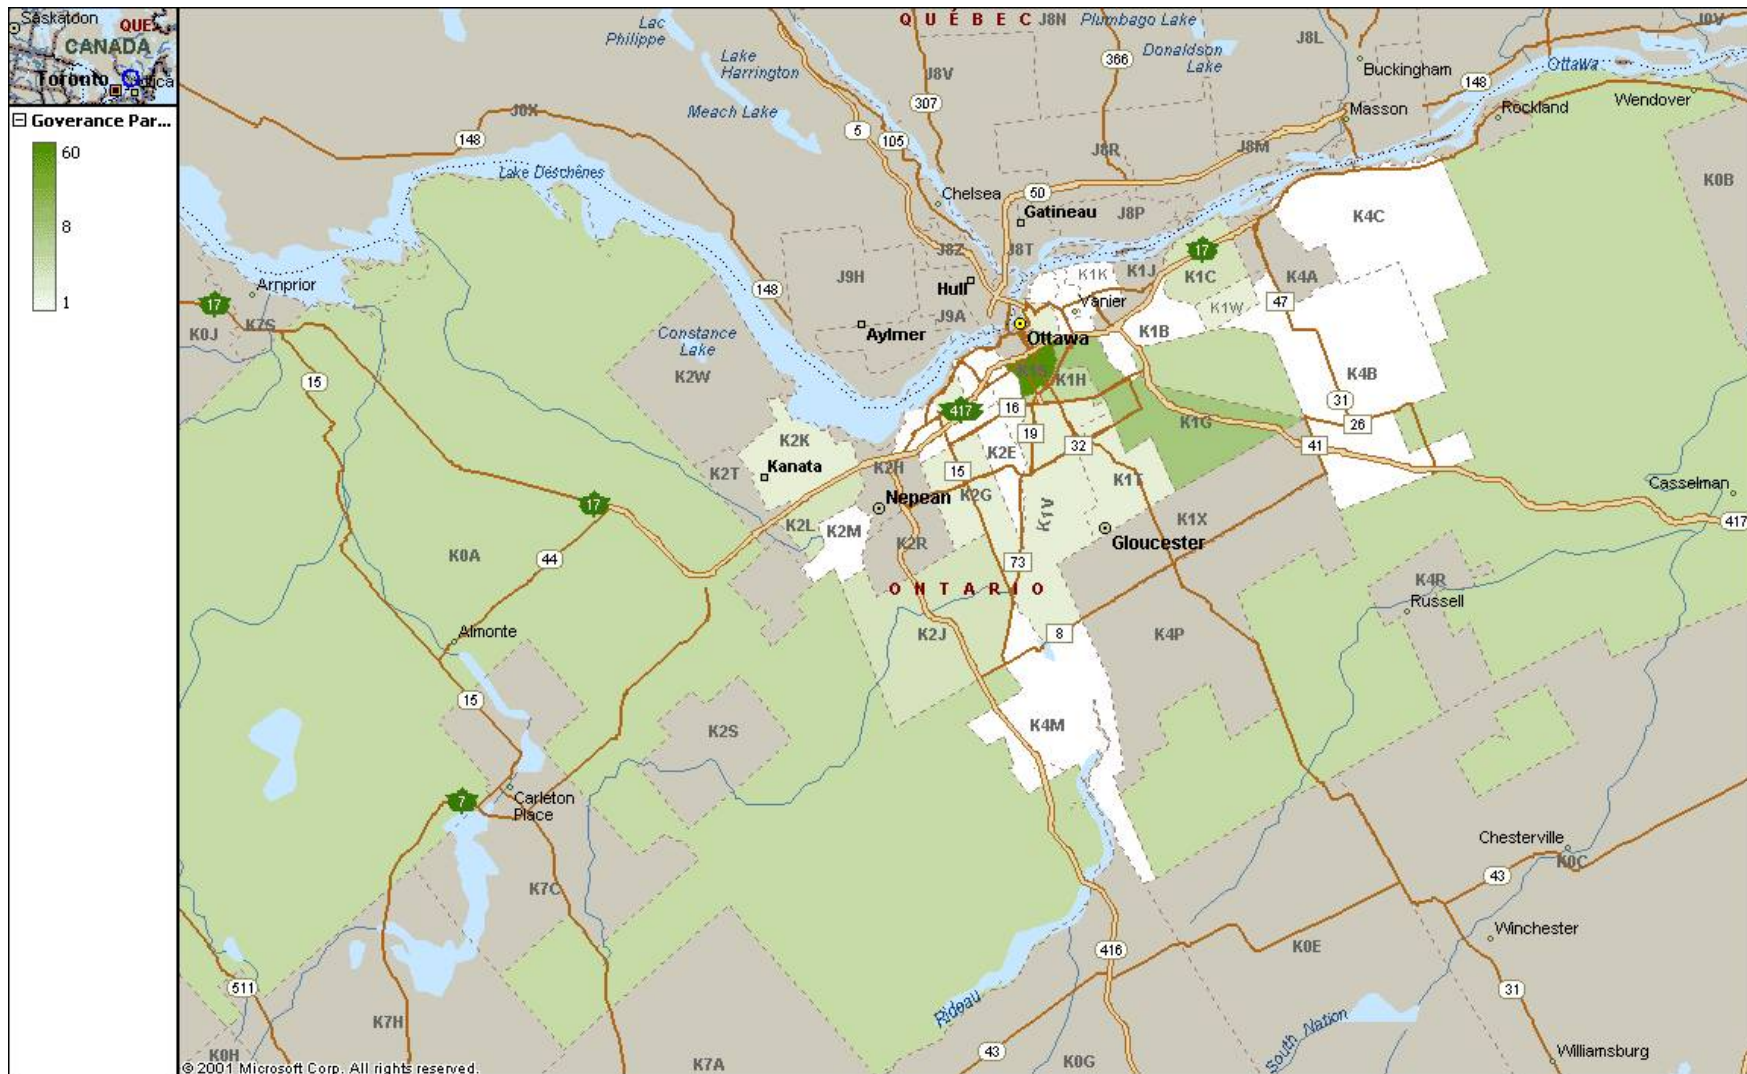 Saskatoon
QUE
CANADA
Toronto
Goverance Par...
60
8
1
QUÉBEC
J8N
Plumbago Lake
J0V
Lac
Philippe
J8L
Donaldson
Lake
Lake
Harrington
366
Buckingham
Ottawa
J8V
148
307
Wendover
Masson
Rockland
Meach Lake
J0X
5
148
105
J8R
J8M
Lake Deschênes
K0B
Chelsea
50
Gatineau
J8P
K4C
J8Z
J8T
17
J9H
K1K
K1J
K1C
K4A
Arnprior
148
Hull
17
Vanier
47
K1W
K7S
K0J
J9A
Constance
Lake
Aylmer
Ottawa
K1B
K2W
K1S
K1H
K4B
15
31
417
16
K1G
26
K2K
19
32
41
K2T
Kanata
K2H
K2E
15
K1T
Casselman
17
Nepean
K2G
K1V
K1X
417
K2L
K2M
Gloucester
K0A
44
K2R
73
K4R
ONTARIO
Russell
Almonte
K2J
8
K4P
15
K2S
K4M
7
Carleton
Place
Chesterville
K0C
43
K7C
Winchester
416
K0E
511
31
Rideau
K7H
South Nation
K0H
43
K0G
Williamsburg
K7A
© 2001 Microsoft Corp. All rights reserved.